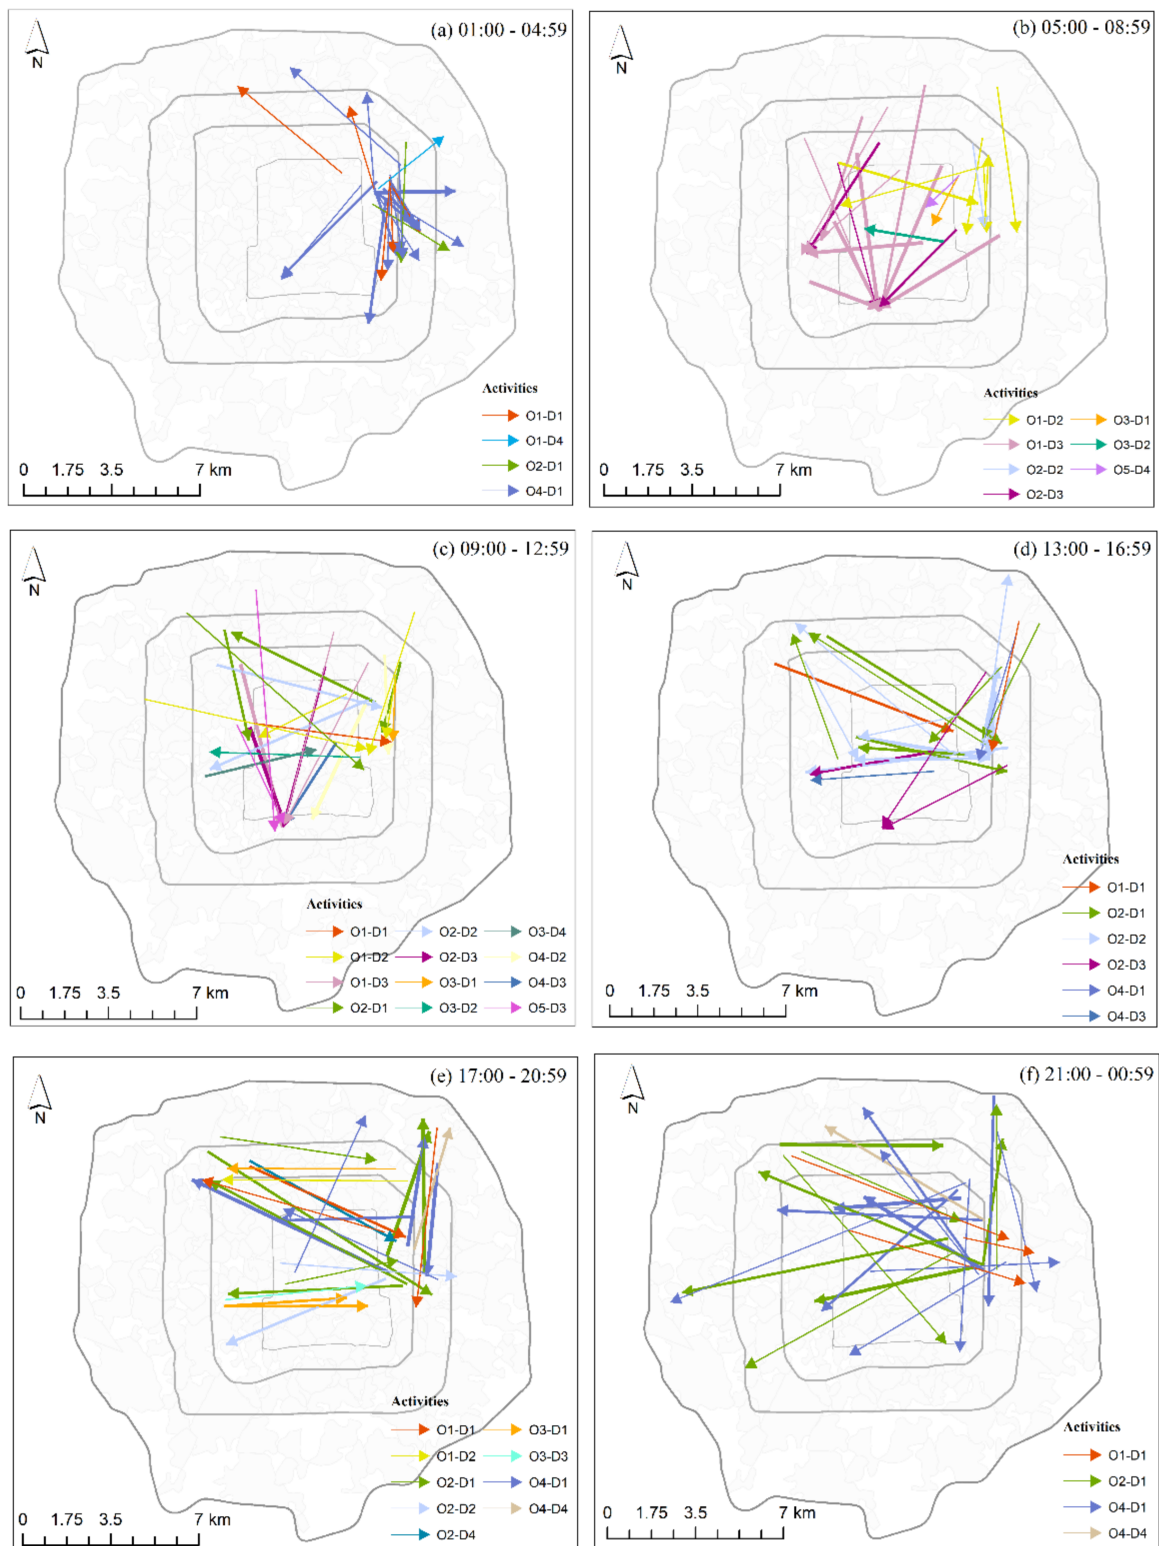 (a) 01:00 - 04:59
N
Activities
O1-D1
O1-D4
O2-D1
O4-D1
0 1.75 3.5 7 km
(b) 05:00 - 08:59
N
Activities
O1-D2 O3-D1
O1-D3 O3-D2
O2-D2 O5-D4
O2-D3
0 1.75 3.5 7 km
(c) 09:00 - 12:59
N
Activities
O1-D1 O2-D2 O3-D4
O1-D2 O2-D3 O4-D2
O1-D3 O3-D1 O4-D3
O2-D1 O3-D2 O5-D3
0 1.75 3.5 7 km
(d) 13:00 - 16:59
N
Activities
O1-D1
O2-D1
O2-D2
O2-D3
O4-D1
O4-D3
0 1.75 3.5 7 km
(e) 17:00 - 20:59
N
Activities
O1-D1 O3-D1
O1-D2 O3-D3
O2-D1 O4-D1
O2-D2 O4-D4
O2-D4
0 1.75 3.5 7 km
(f) 21:00 - 00:59
N
Activities
O1-D1
O2-D1
O4-D1
O4-D4
0 1.75 3.5 7 km